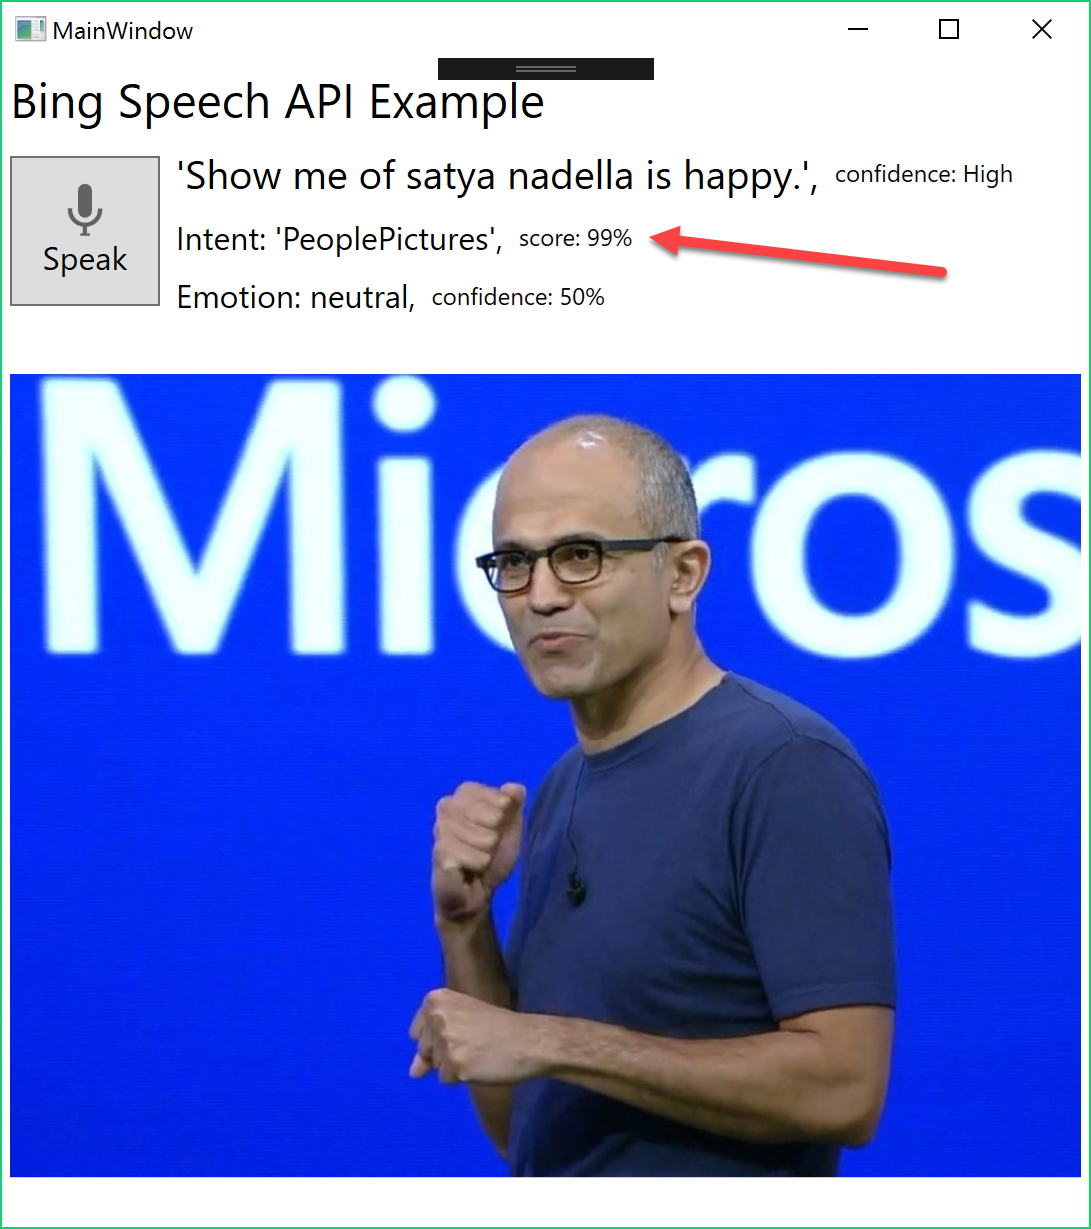 MainWindow
Bing Speech API Example
'Show me of satya nadella is happy.', confidence: High
Intent: 'PeoplePictures', score: 99%
Speak
Emotion: neutral, confidence: 50%
Micros